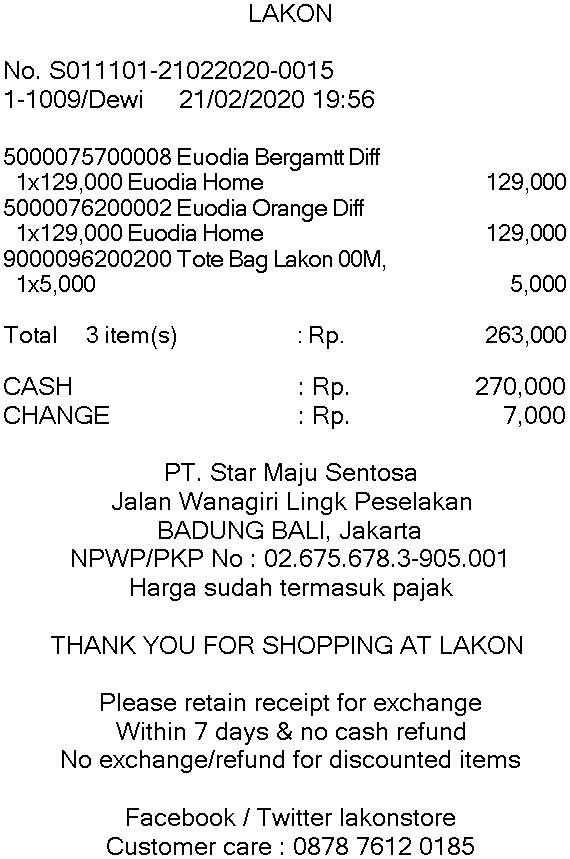 LAKON
No. S011101-21022020-0015
1-1009/Dewi 21/02/2020 19:56
5000075700008 Euodia Bergamtt Diff
1x129,000 Euodia Home 129,000
5000076200002 Euodia Orange Diff
1x129,000 Euodia Home 129,000
9000096200200 Tote Bag Lakon 00M,
1x5,000 5,000
Total 3 item(s) : Rp. 263,000
CASH : Rp. 270,000
CHANGE : Rp. 7,000
PT. Star Maju Sentosa
Jalan Wanagiri Lingk Peselakan
BADUNG BALI, Jakarta
NPWP/PKP No : 02.675.678.3-905.001
Harga sudah termasuk pajak
THANK YOU FOR SHOPPING AT LAKON
Please retain receipt for exchange
Within 7 days & no cash refund
No exchange/refund for discounted items
Facebook / Twitter lakonstore
Customer care : 0878 7612 0185